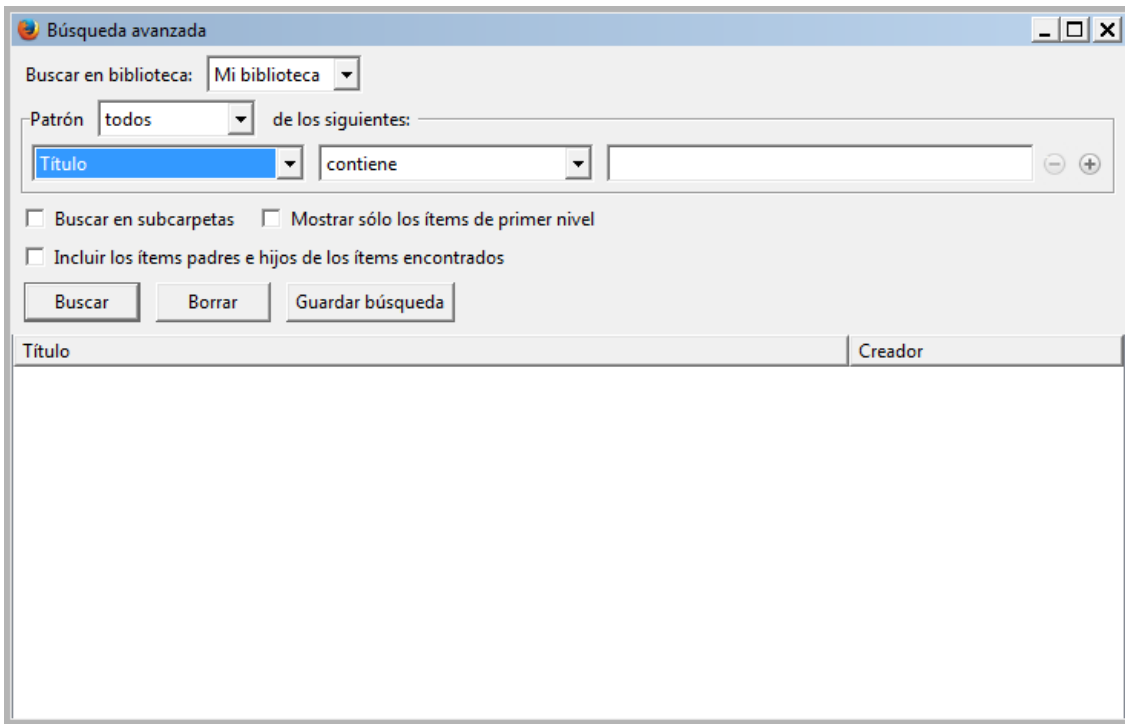 Búsqueda avanzada
Buscar en biblioteca: Mi biblioteca
Patrón todos de los siguientes:
Título contiene
Buscar en subcarpetas Mostrar sólo los ítems de primer nivel
Incluir los ítems padres e hijos de los ítems encontrados
Buscar Borrar Guardar búsqueda
Título Creador